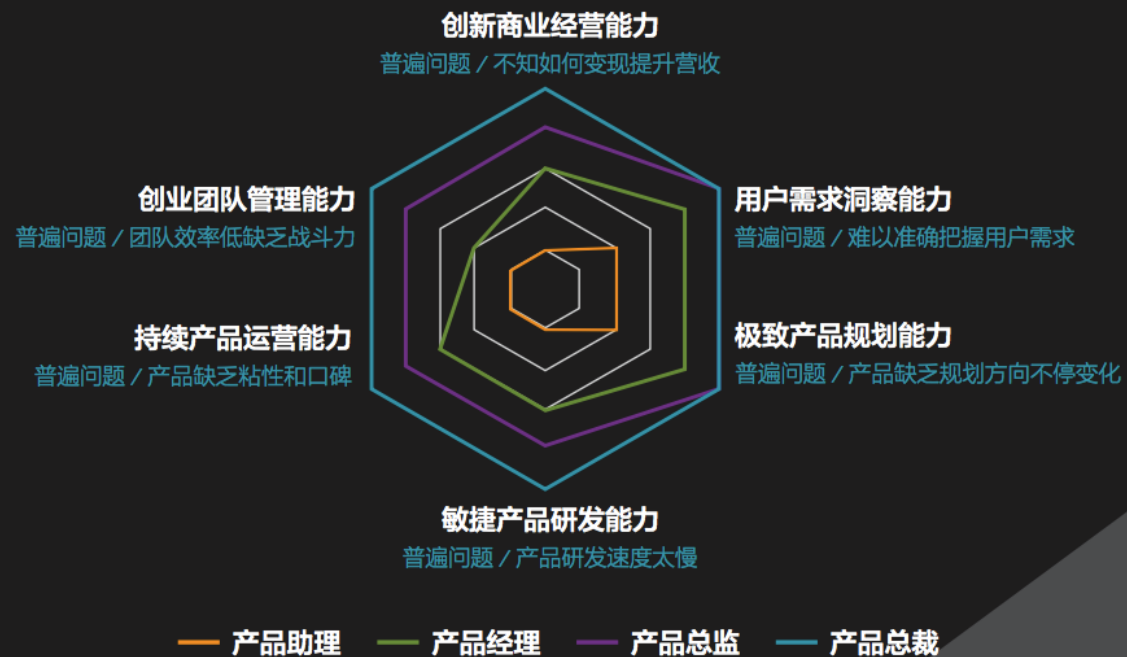 创新商业经营能力
普遍问题 / 不知如何变现提升营收
创业团队管理能力
普遍问题 / 团队效率低缺乏战斗力
用户需求洞察能力
普遍问题 / 难以准确把握用户需求
持续产品运营能力
普遍问题 / 产品缺乏粘性和口碑
极致产品规划能力
普遍问题 / 产品缺乏规划方向不停变化
敏捷产品研发能力
普遍问题 / 产品研发速度太慢
产品助理 产品经理 产品总监 产品总裁